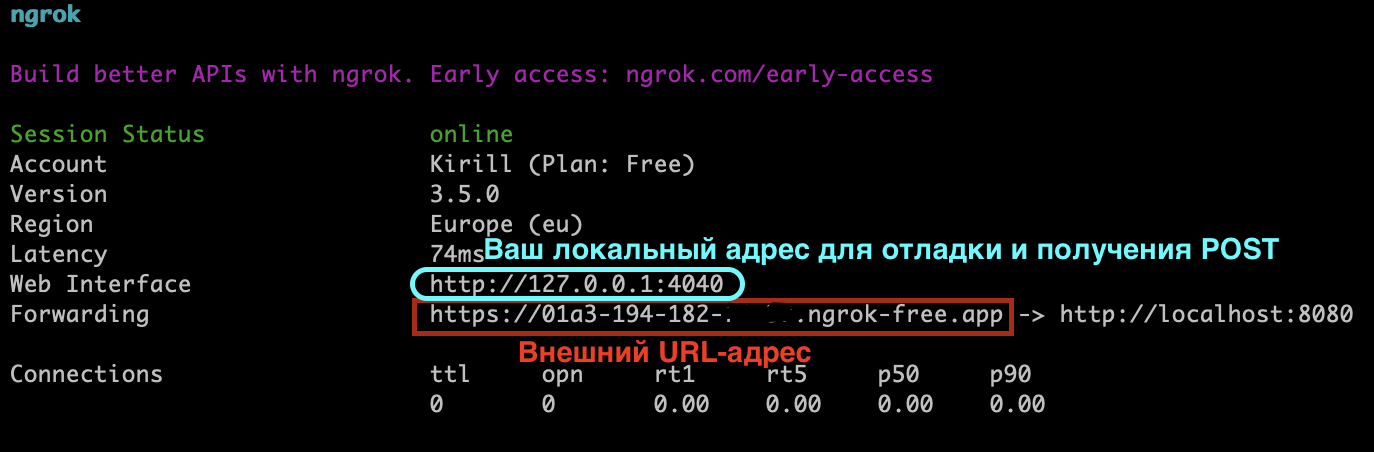 ngrok
Build better APIs with ngrok. Early access: ngrok.com/early-access
Session Status online
Account Kirill (Plan: Free)
Version 3.5.0
Region Europe (eu)
Latency 74ms
Ваш локальный адрес для отладки и получения POST
Web Interface http://127.0.0.1:4040
Forwarding https://01a3-194-182- .ngrok-free.app -> http://localhost:8080
Внешний URL-адрес
Connections ttl opn rt1 rt5 p50 p90
0 0 0.00 0.00 0.00 0.00